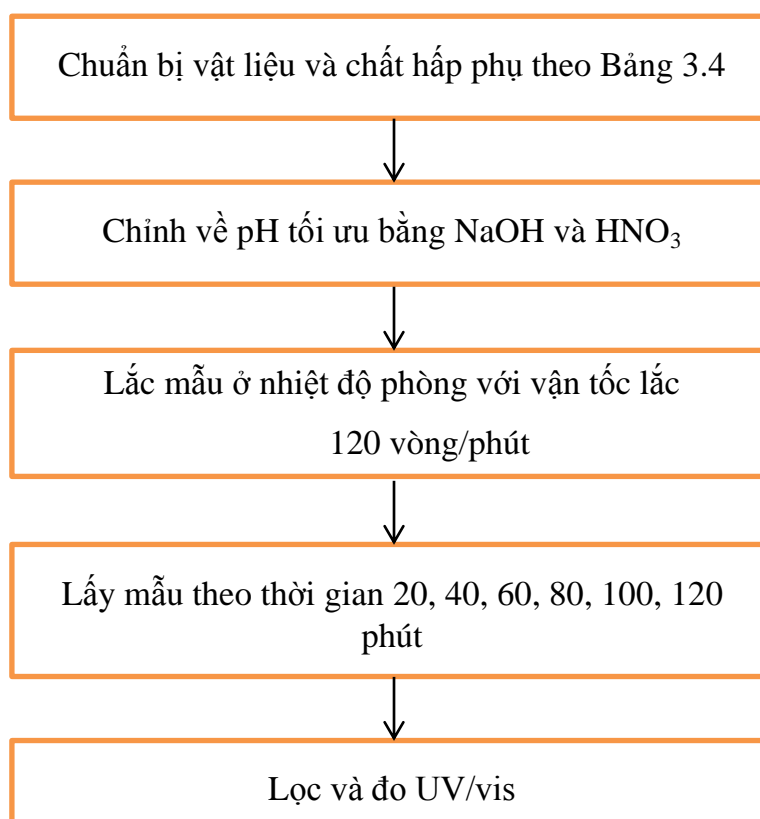 Chuẩn bị vật liệu và chất hấp phụ theo Bảng 3.4
Chỉnh về pH tối ưu bằng NaOH và HNO₃
Lắc mẫu ở nhiệt độ phòng với vận tốc lắc
120 vòng/phút
Lấy mẫu theo thời gian 20, 40, 60, 80, 100, 120
phút
Lọc và đo UV/vis